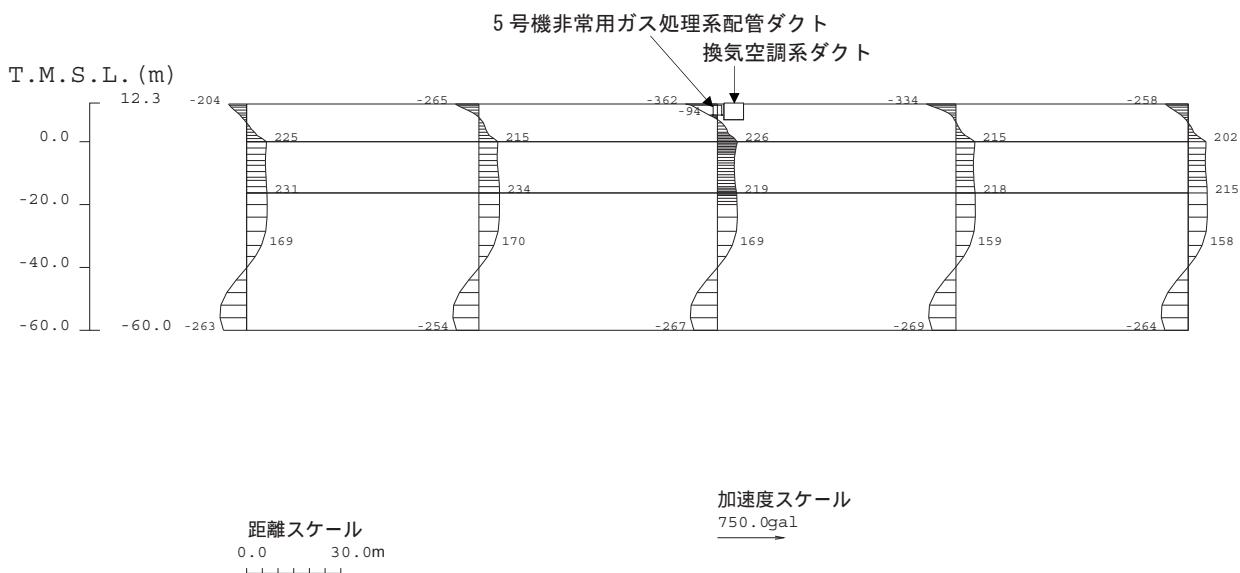 5号機非常用ガス処理系配管ダクト
換気空調系ダクト
T.M.S.L.(m)
12.3 -204 -265 -362 -334 -258
-94
0.0 225 215 226 215 202
231 234 219 218 215
-20.0
169 170 169 159 158
-40.0
-60.0 -60.0 -263 -254 -267 -269 -264
加速度スケール
750.0gal
距離スケール
0.0 30.0m